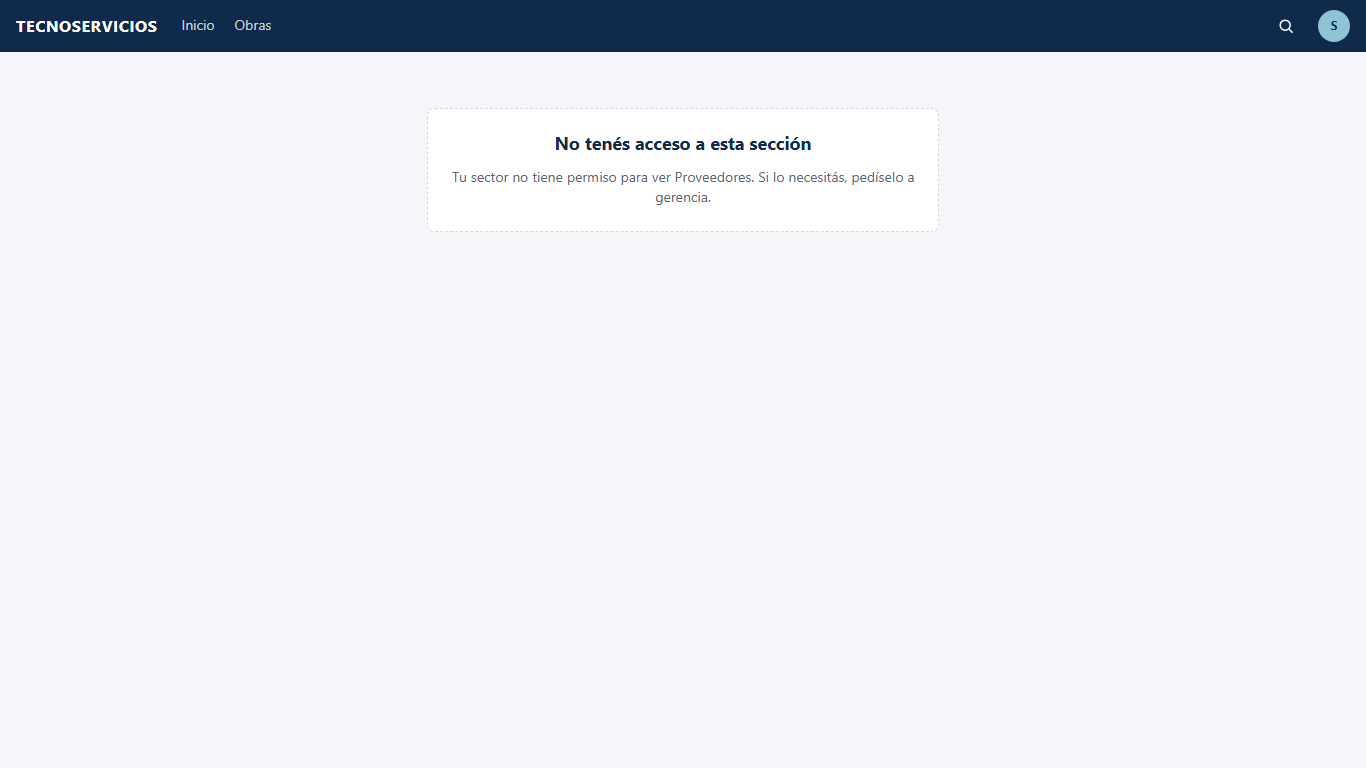 TECNOSERVICIOS Inicio Obras S
No tenés acceso a esta sección
Tu sector no tiene permiso para ver Proveedores. Si lo necesitás, pedíselo a
gerencia.